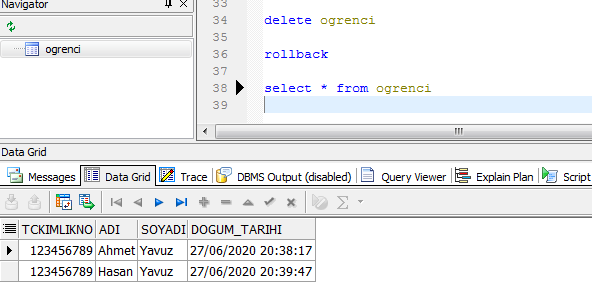 Navigator
ogrenci
33
34 delete ogrenci
35
36 rollback
37
38 select * from ogrenci
39
Data Grid
Messages Data Grid Trace DBMS Output (disabled) Query Viewer Explain Plan Script
TCKIMLIKNO ADI SOYADI DOGUM_TARIHI
123456789 Ahmet Yavuz 27/06/2020 20:38:17
123456789 Hasan Yavuz 27/06/2020 20:39:47